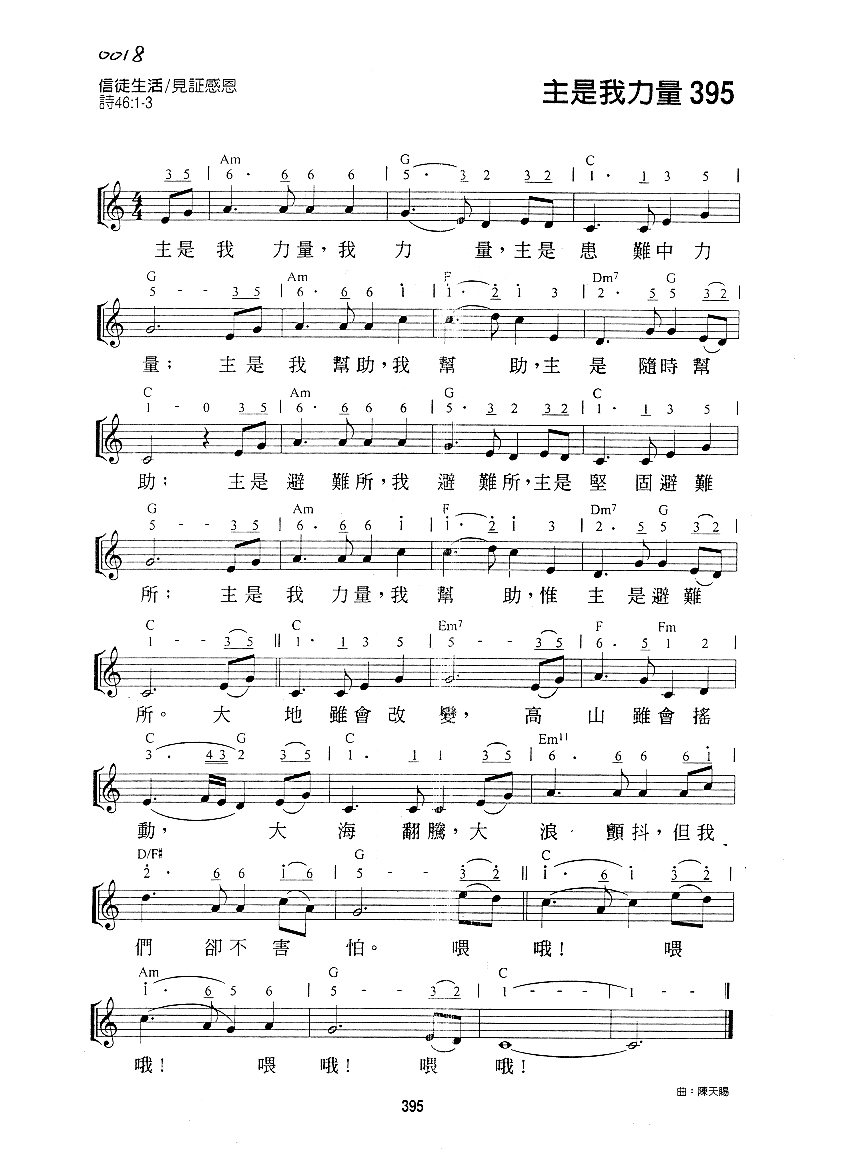 0018
信徒生活/見証感恩
詩46:1-3
主是我力量 395
Am G C
3 5 | 6 · 6 6 6 | 5 · 3 2 3 2 | 1 · 1 3 5 |
主是我 力量,我 力 量,主是患 難中力
G Am F Dm7 G
5 - - 3 5 | 6 · 6 6 i | i · 2 i 3 | 2 · 5 5 3 2 |
量; 主是我 幫助,我 幫 助,主 是 隨時幫
C Am G C
1 - 0 3 5 | 6 · 6 6 6 | 5 · 3 2 3 2 | 1 · 1 3 5 |
助; 主是避 難所,我 避 難所,主是堅 固避難
G Am F Dm7 G
5 - - 3 5 | 6 · 6 6 i | i · 2 i 3 | 2 · 5 5 3 2 |
所; 主是我 力量,我 幫 助,惟 主 是避難
C C Em7 F Fm
1 - - 3 5 || 1 · 1 3 5 | 5 - - 3 5 | 6 · 5 1 2 |
所。 大 地 雖會改 變, 高 山 雖會搖
C G C Em11
3 · 4 3 2 3 5 | 1 · 1 1 3 5 | 6 · 6 6 6 i |
動, 大 海 翻騰,大 浪 顫抖,但我
D/F# G C
2 · 6 i 6 | 5 - - 3 2 || i · 6 i 3 2 |
們 卻不害 怕。 喂 哦! 喂
Am G C
i · 6 5 6 | 5 - - 3 2 | 1 - - - | 1 - - ||
哦! 喂 哦! 喂 哦!
曲:陳天賜
395